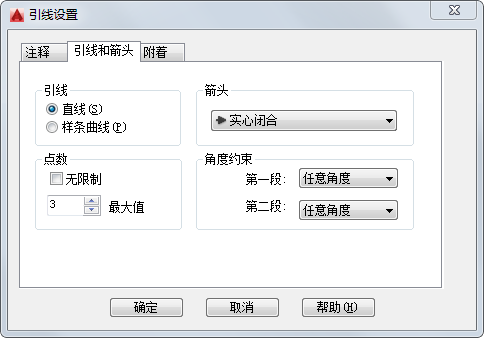 引线设置
注释 引线和箭头 附着
引线
直线(S)
样条曲线(P)
箭头
实心闭合
点数
无限制
3 最大值
角度约束
第一段: 任意角度
第二段: 任意角度
确定 取消 帮助(H)